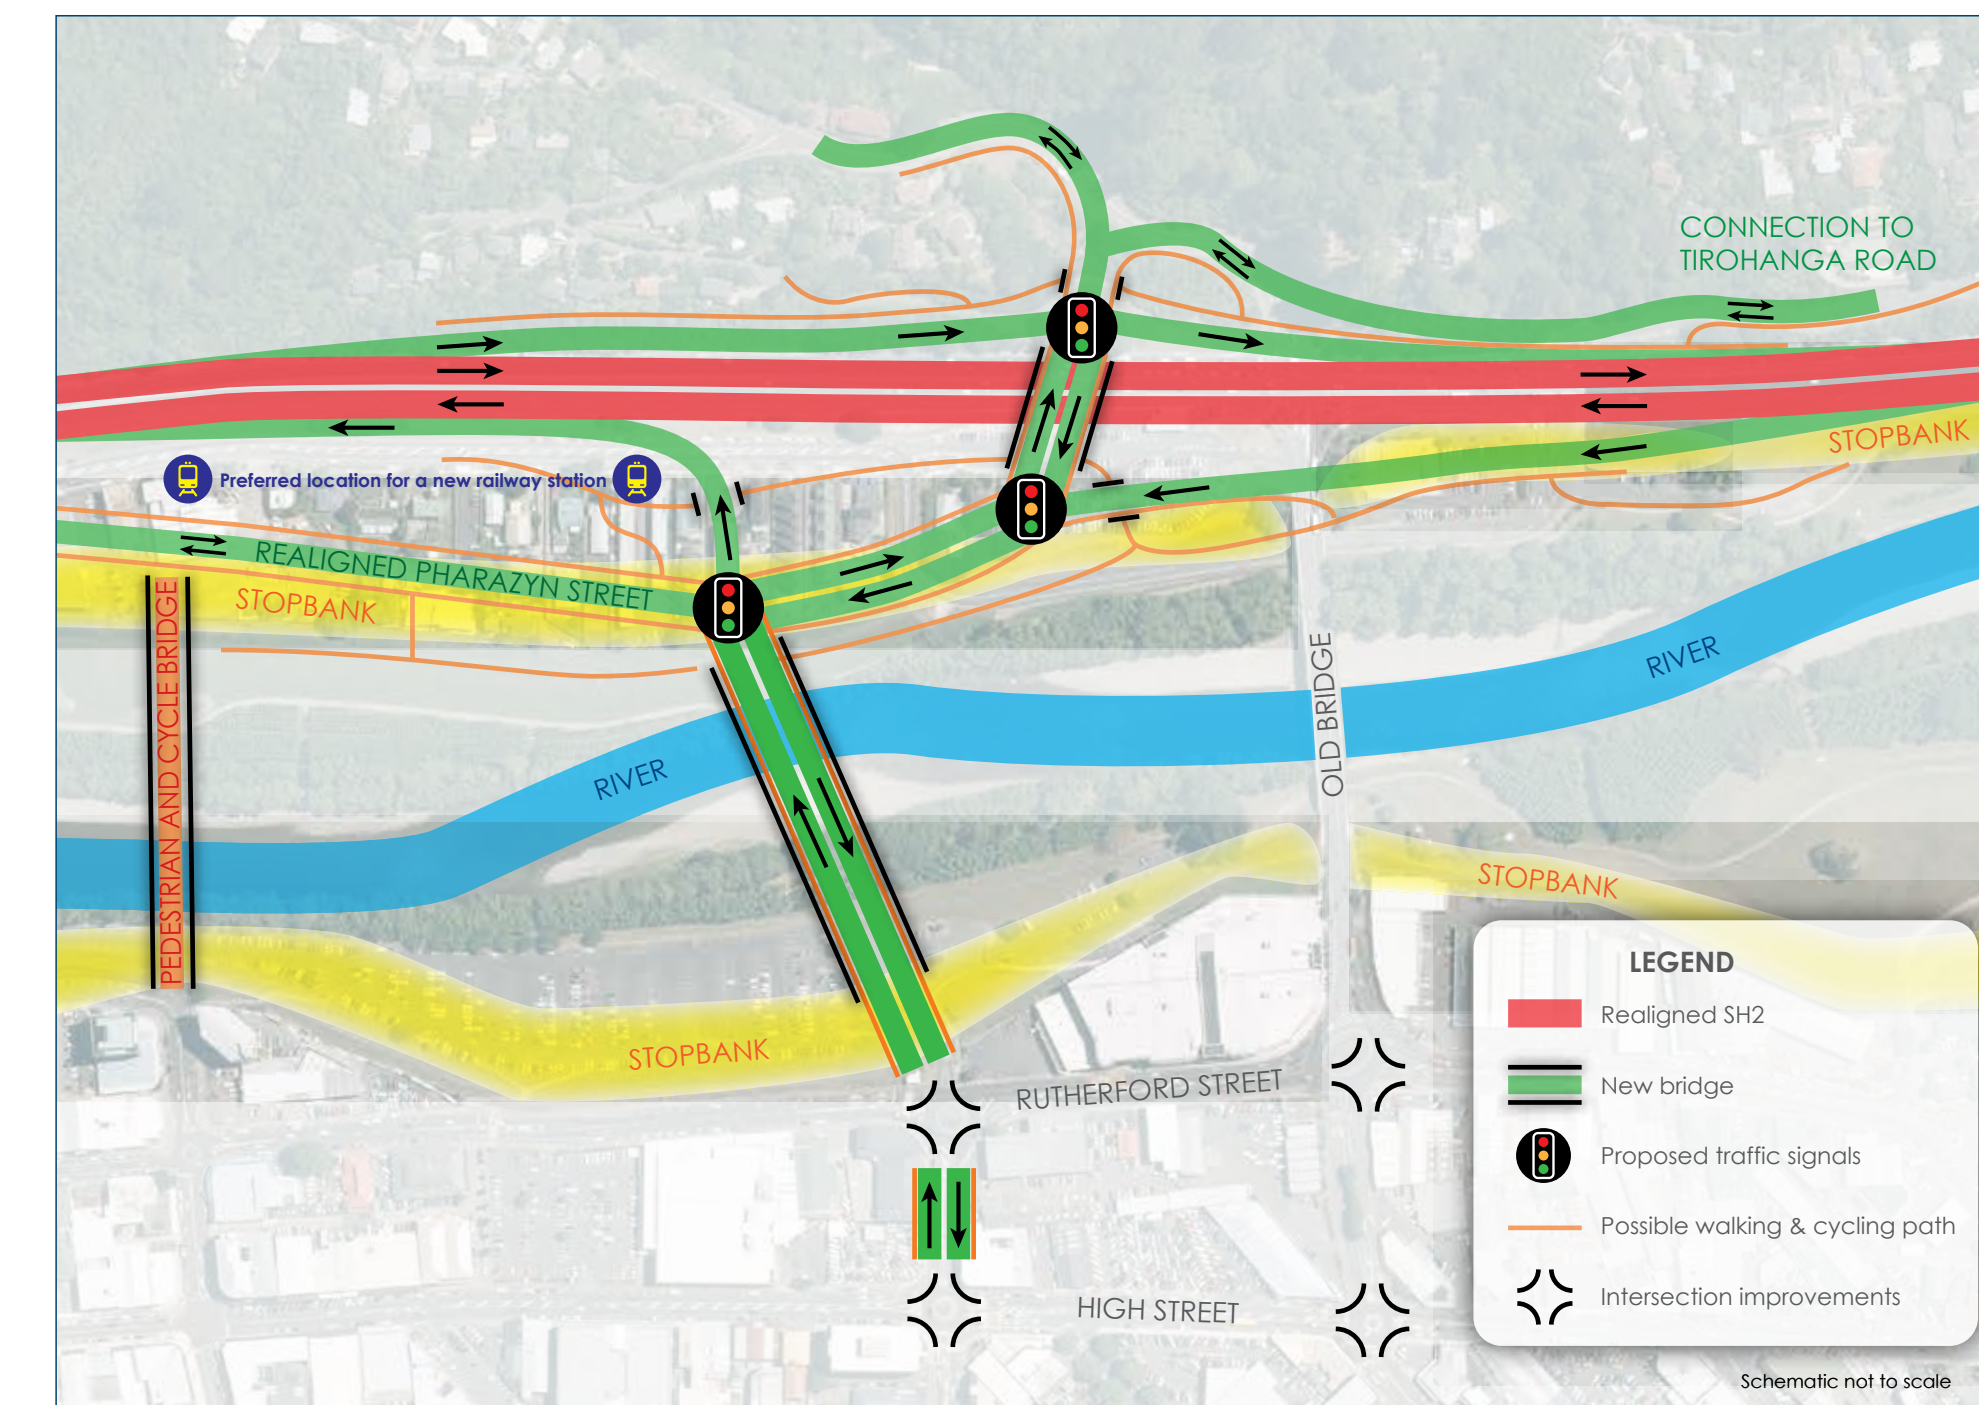 CONNECTION TO
TIROHANGA ROAD
STOPBANK
Preferred location for a new railway station
REALIGNED PHARAZYN STREET
STOPBANK
PEDESTRIAN AND CYCLE BRIDGE
OLD BRIDGE
RIVER
RIVER
STOPBANK
STOPBANK
RUTHERFORD STREET
HIGH STREET
LEGEND
Realigned SH2
New bridge
Proposed traffic signals
Possible walking & cycling path
Intersection improvements
Schematic not to scale